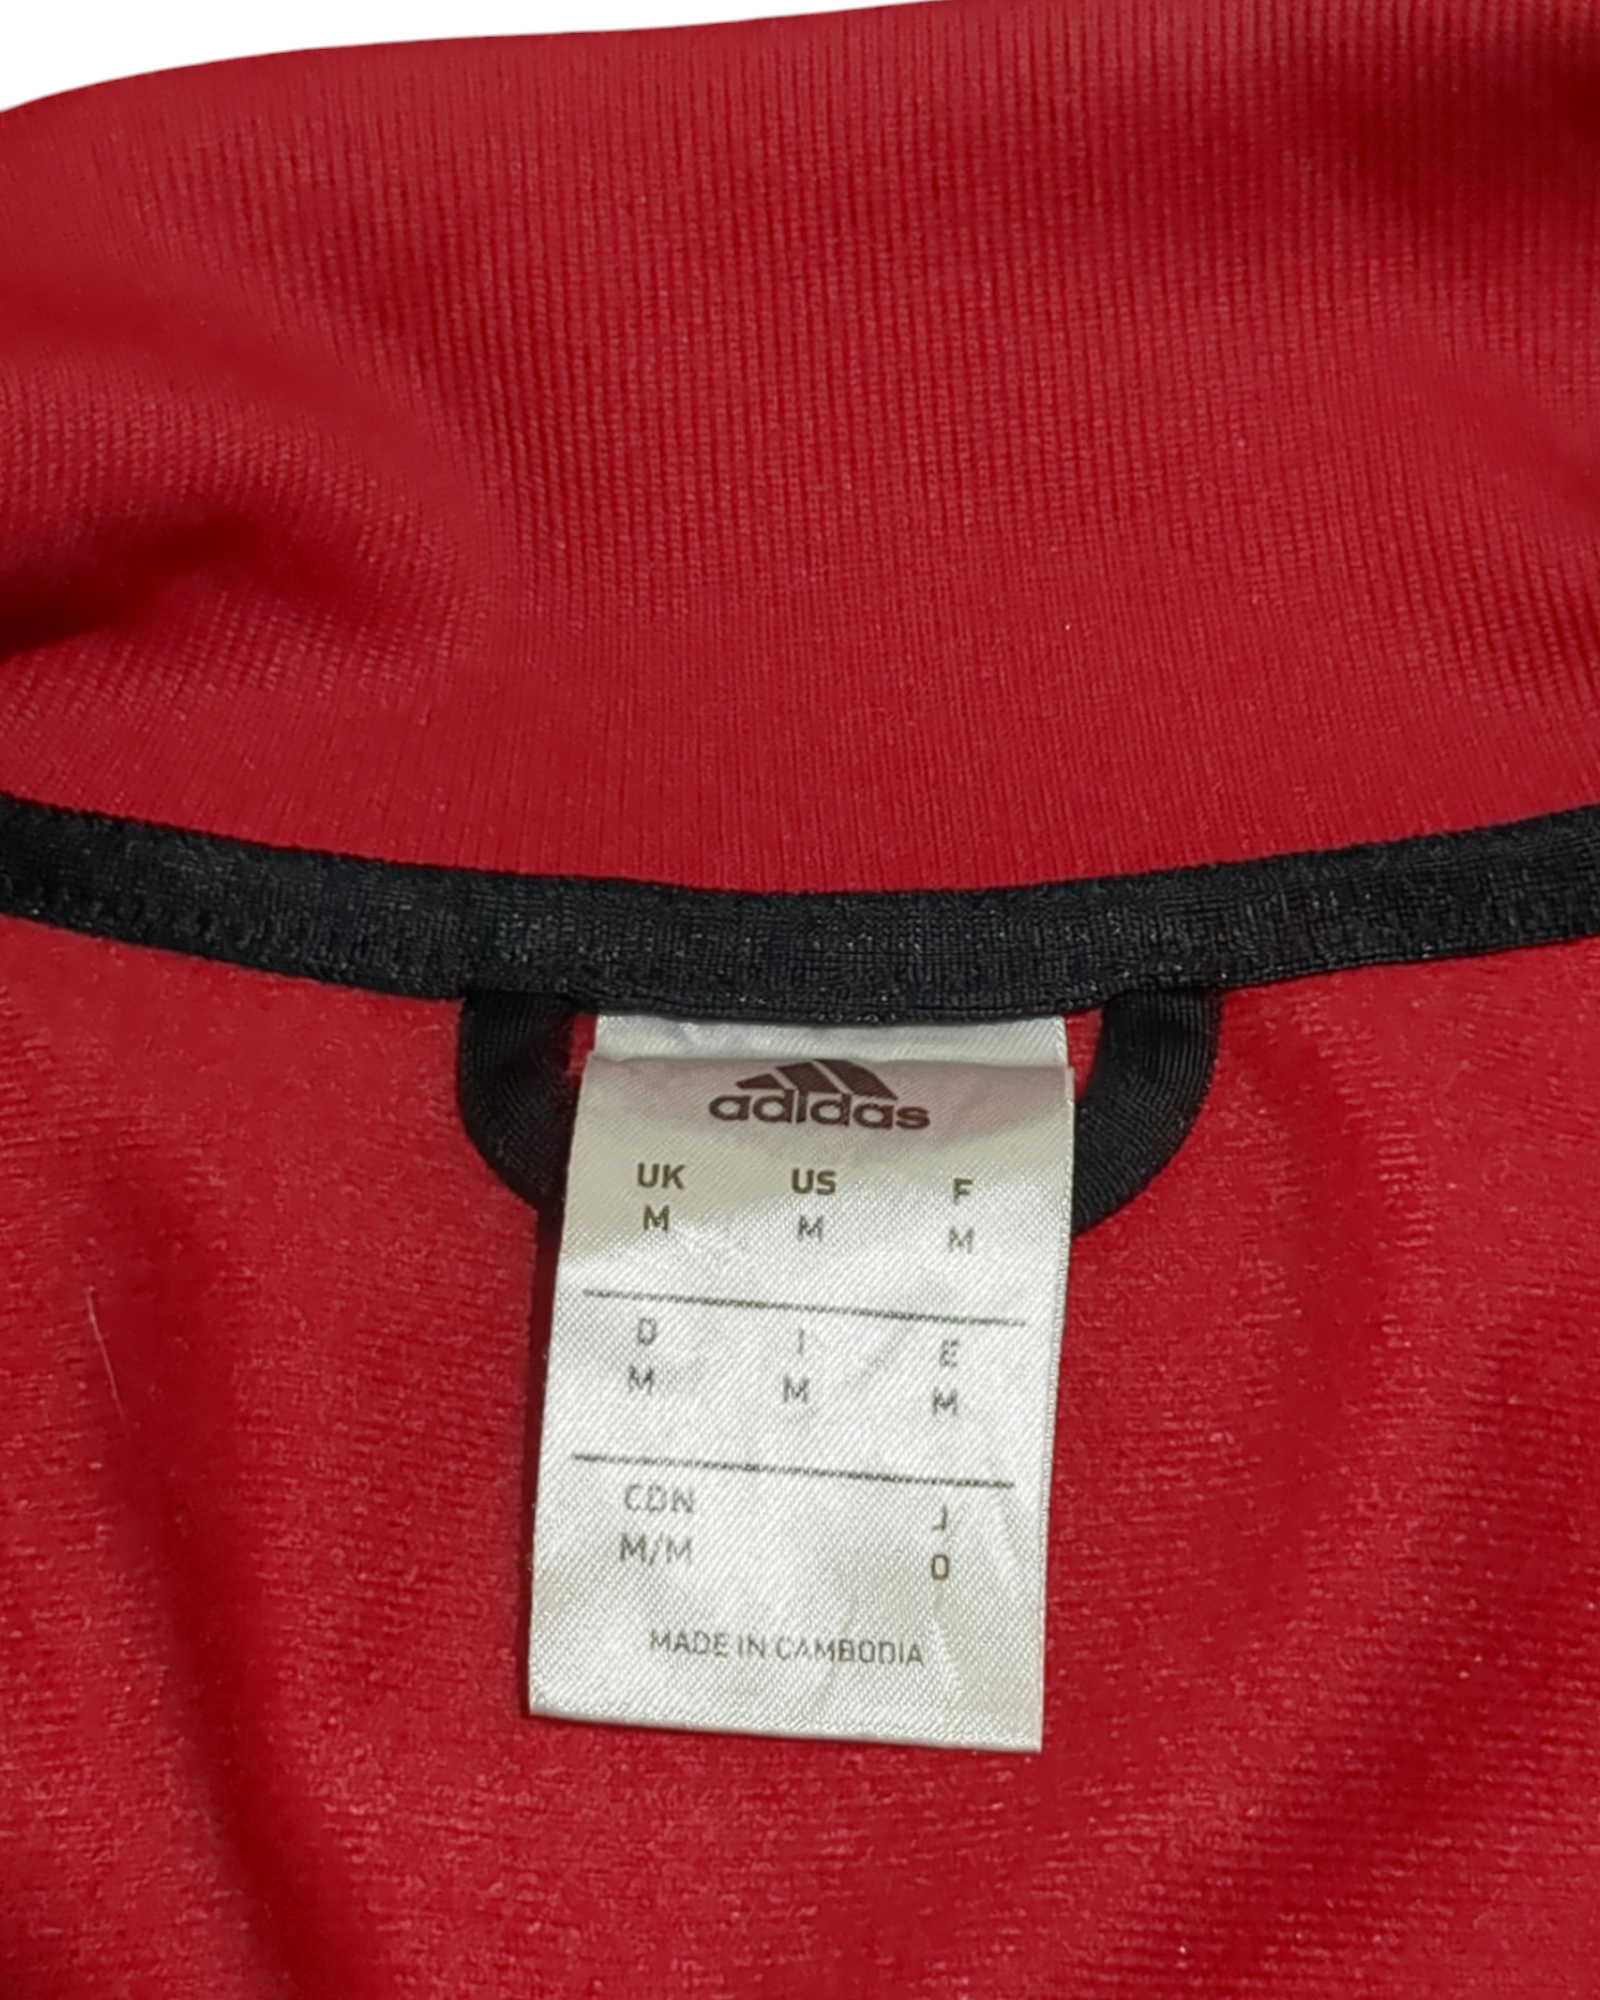 adidas
UK US F
M M M
D I E
M M M
CDN J
M/M O
MADE IN CAMBODIA